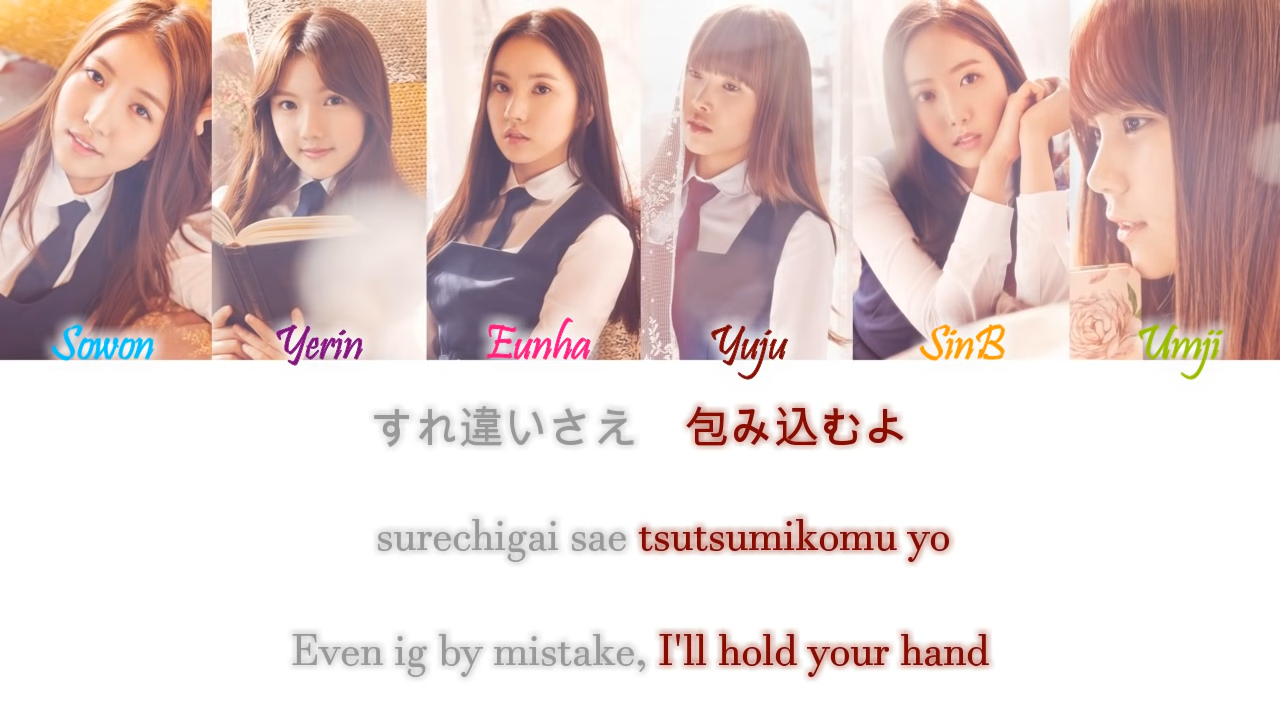 Sowon Yerin Eunha Yuju SinB Umji
すれ違いさえ 包み込むよ
surechigai sae tsutsumikomu yo
Even ig by mistake, I'll hold your hand